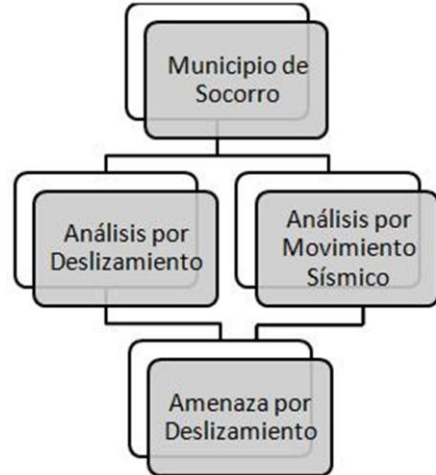 Municipio de
Socorro
Análisis por
Deslizamiento
Análisis por
Movimiento
Sísmico
Amenaza por
Deslizamiento